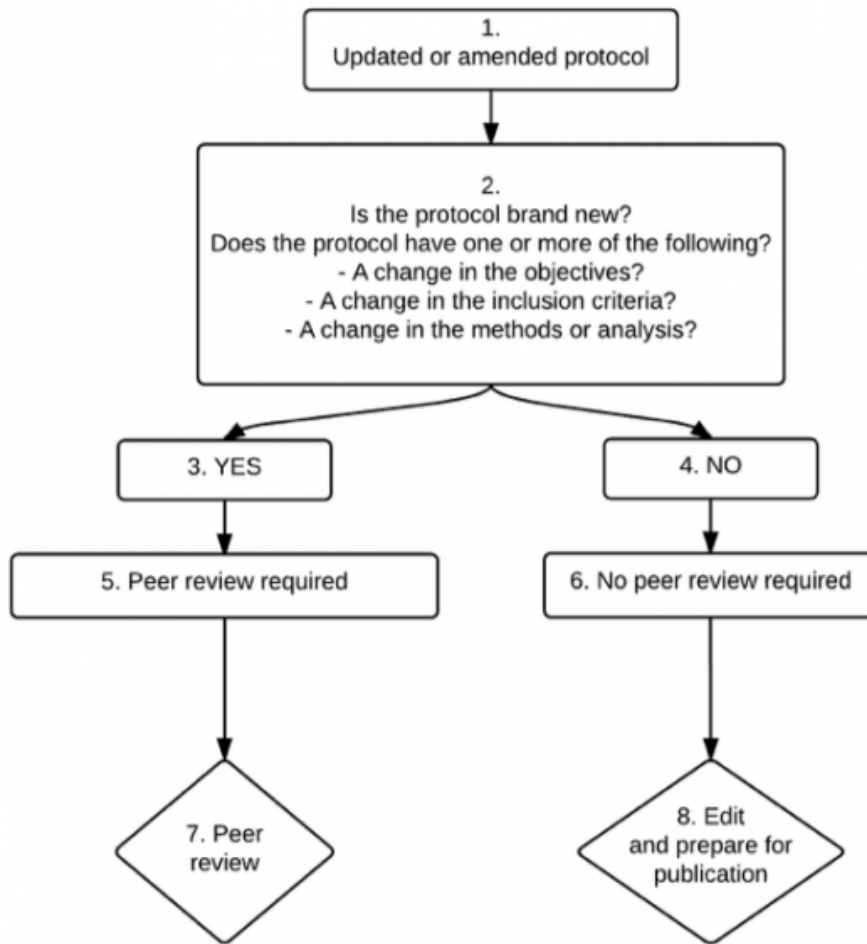 1.
Updated or amended protocol
2.
Is the protocol brand new?
Does the protocol have one or more of the following?
- A change in the objectives?
- A change in the inclusion criteria?
- A change in the methods or analysis?
3. YES
4. NO
5. Peer review required
6. No peer review required
7. Peer
review
8. Edit
and prepare for
publication